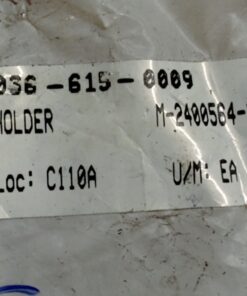 036-615-0009
HOLDER M-2400564-
Loc: C110A U/M: EA